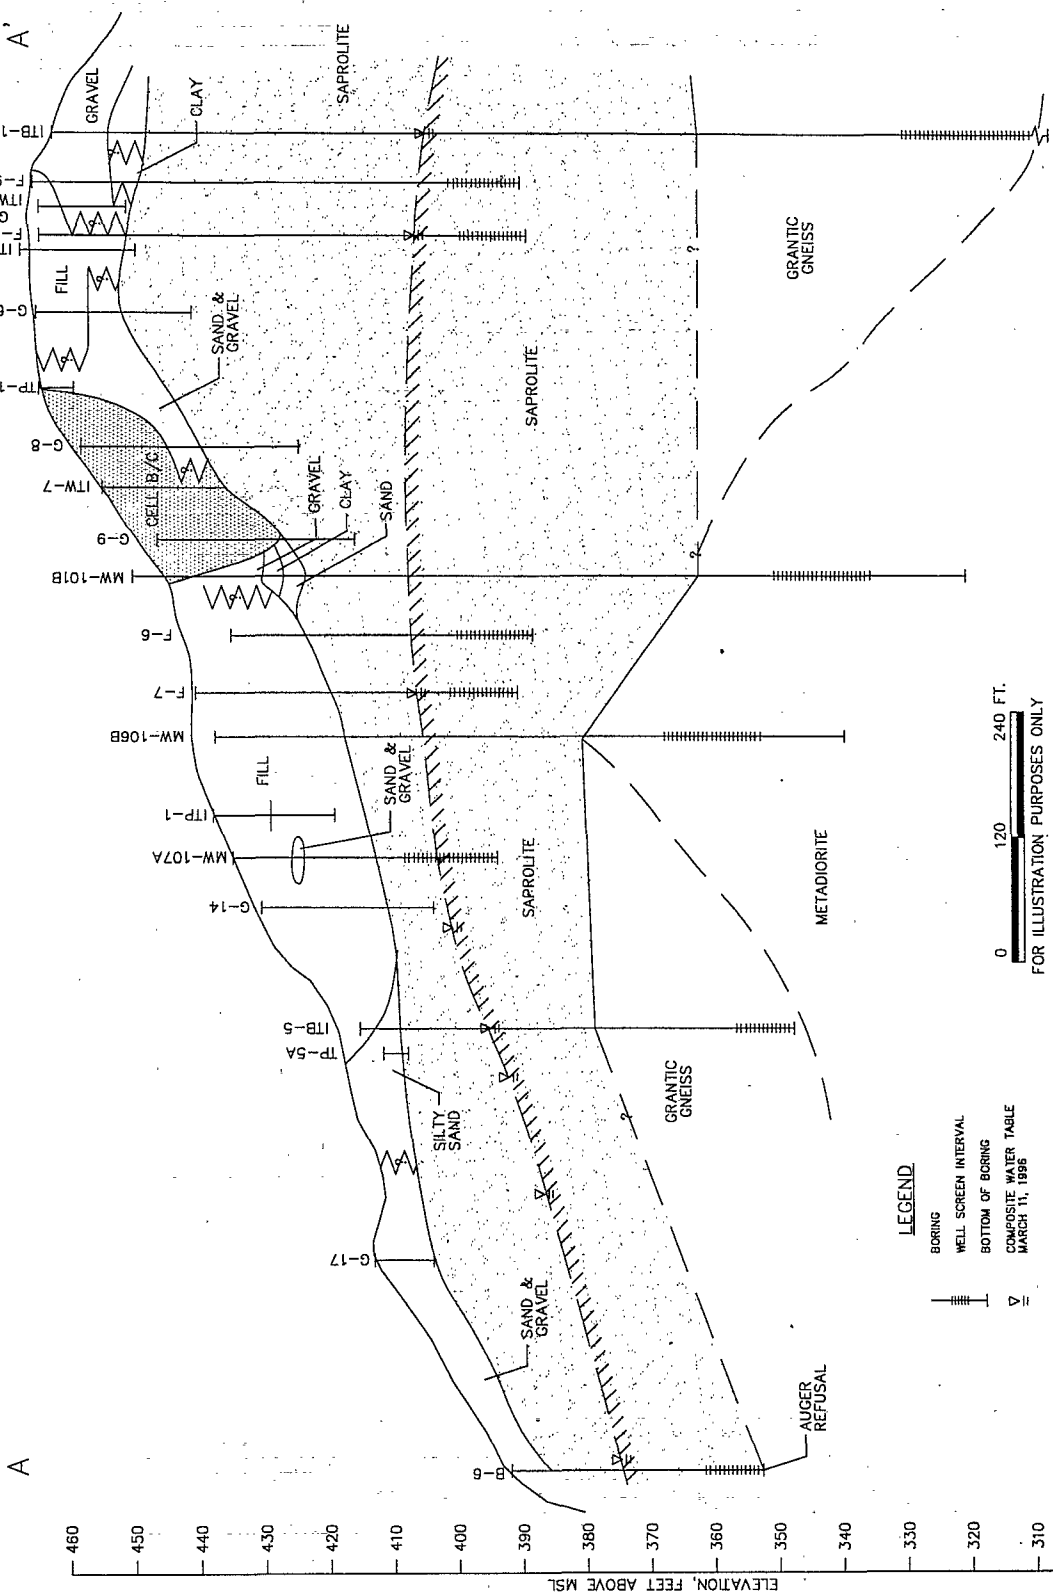 A
A'
ELEVATION, FEET ABOVE MSL
460
450
440
430
420
410
400
390
380
370
360
350
340
330
320
310
B-6
G-17
TP-5A
ITB-5
G-14
MW-107A
ITP-1
MW-106B
F-7
F-6
MW-101B
G-9
ITW-7
G-8
TP-1
G-6
F-9
ITB-1
GRAVEL
CLAY
SAPROLITE
FILL
SAND &
GRAVEL
CELL B/C
GRAVEL
CLAY
SAND
SAPROLITE
GRANTIC
GNEISS
?
?
?
?
?
?
?
?
?
?
?
FILL
SAND &
GRAVEL
SAPROLITE
METADIORITE
SILTY
SAND
GRANTIC
GNEISS
SAND &
GRAVEL
AUGER
REFUSAL
LEGEND
BORING
WELL SCREEN INTERVAL
BOTTOM OF BORING
COMPOSITE WATER TABLE
MARCH 11, 1996
0 120 240 FT.
FOR ILLUSTRATION PURPOSES ONLY